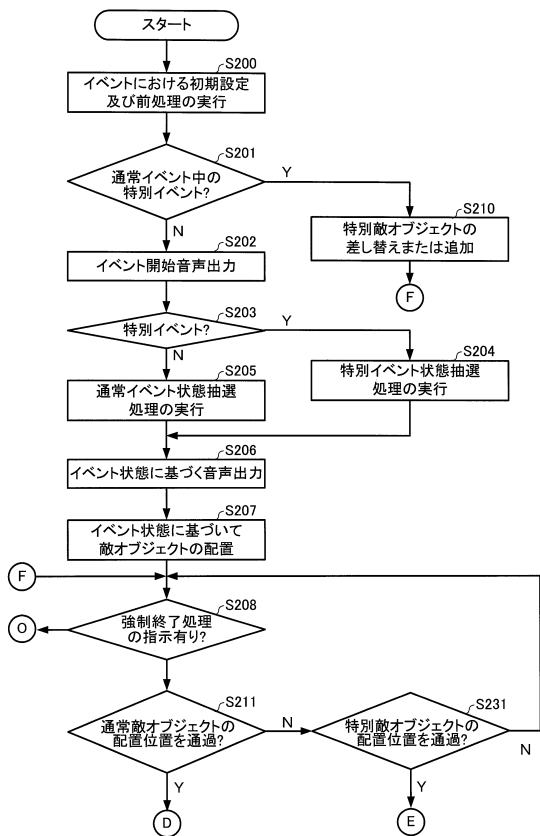 スタート
S200
イベントにおける初期設定
及び前処理の実行
S201
通常イベント中の
特別イベント?
Y
N
S210
特別敵オブジェクトの
差し替えまたは追加
F
S202
イベント開始音声出力
S203
特別イベント?
Y
N
S204
特別イベント状態抽選
処理の実行
S205
通常イベント状態抽選
処理の実行
S206
イベント状態に基づく音声出力
S207
イベント状態に基づいて
敵オブジェクトの配置
F
S208
強制終了処理
の指示有り?
O
S211
通常敵オブジェクトの
配置位置を通過?
N
Y
D
S231
特別敵オブジェクトの
配置位置を通過?
N
Y
E